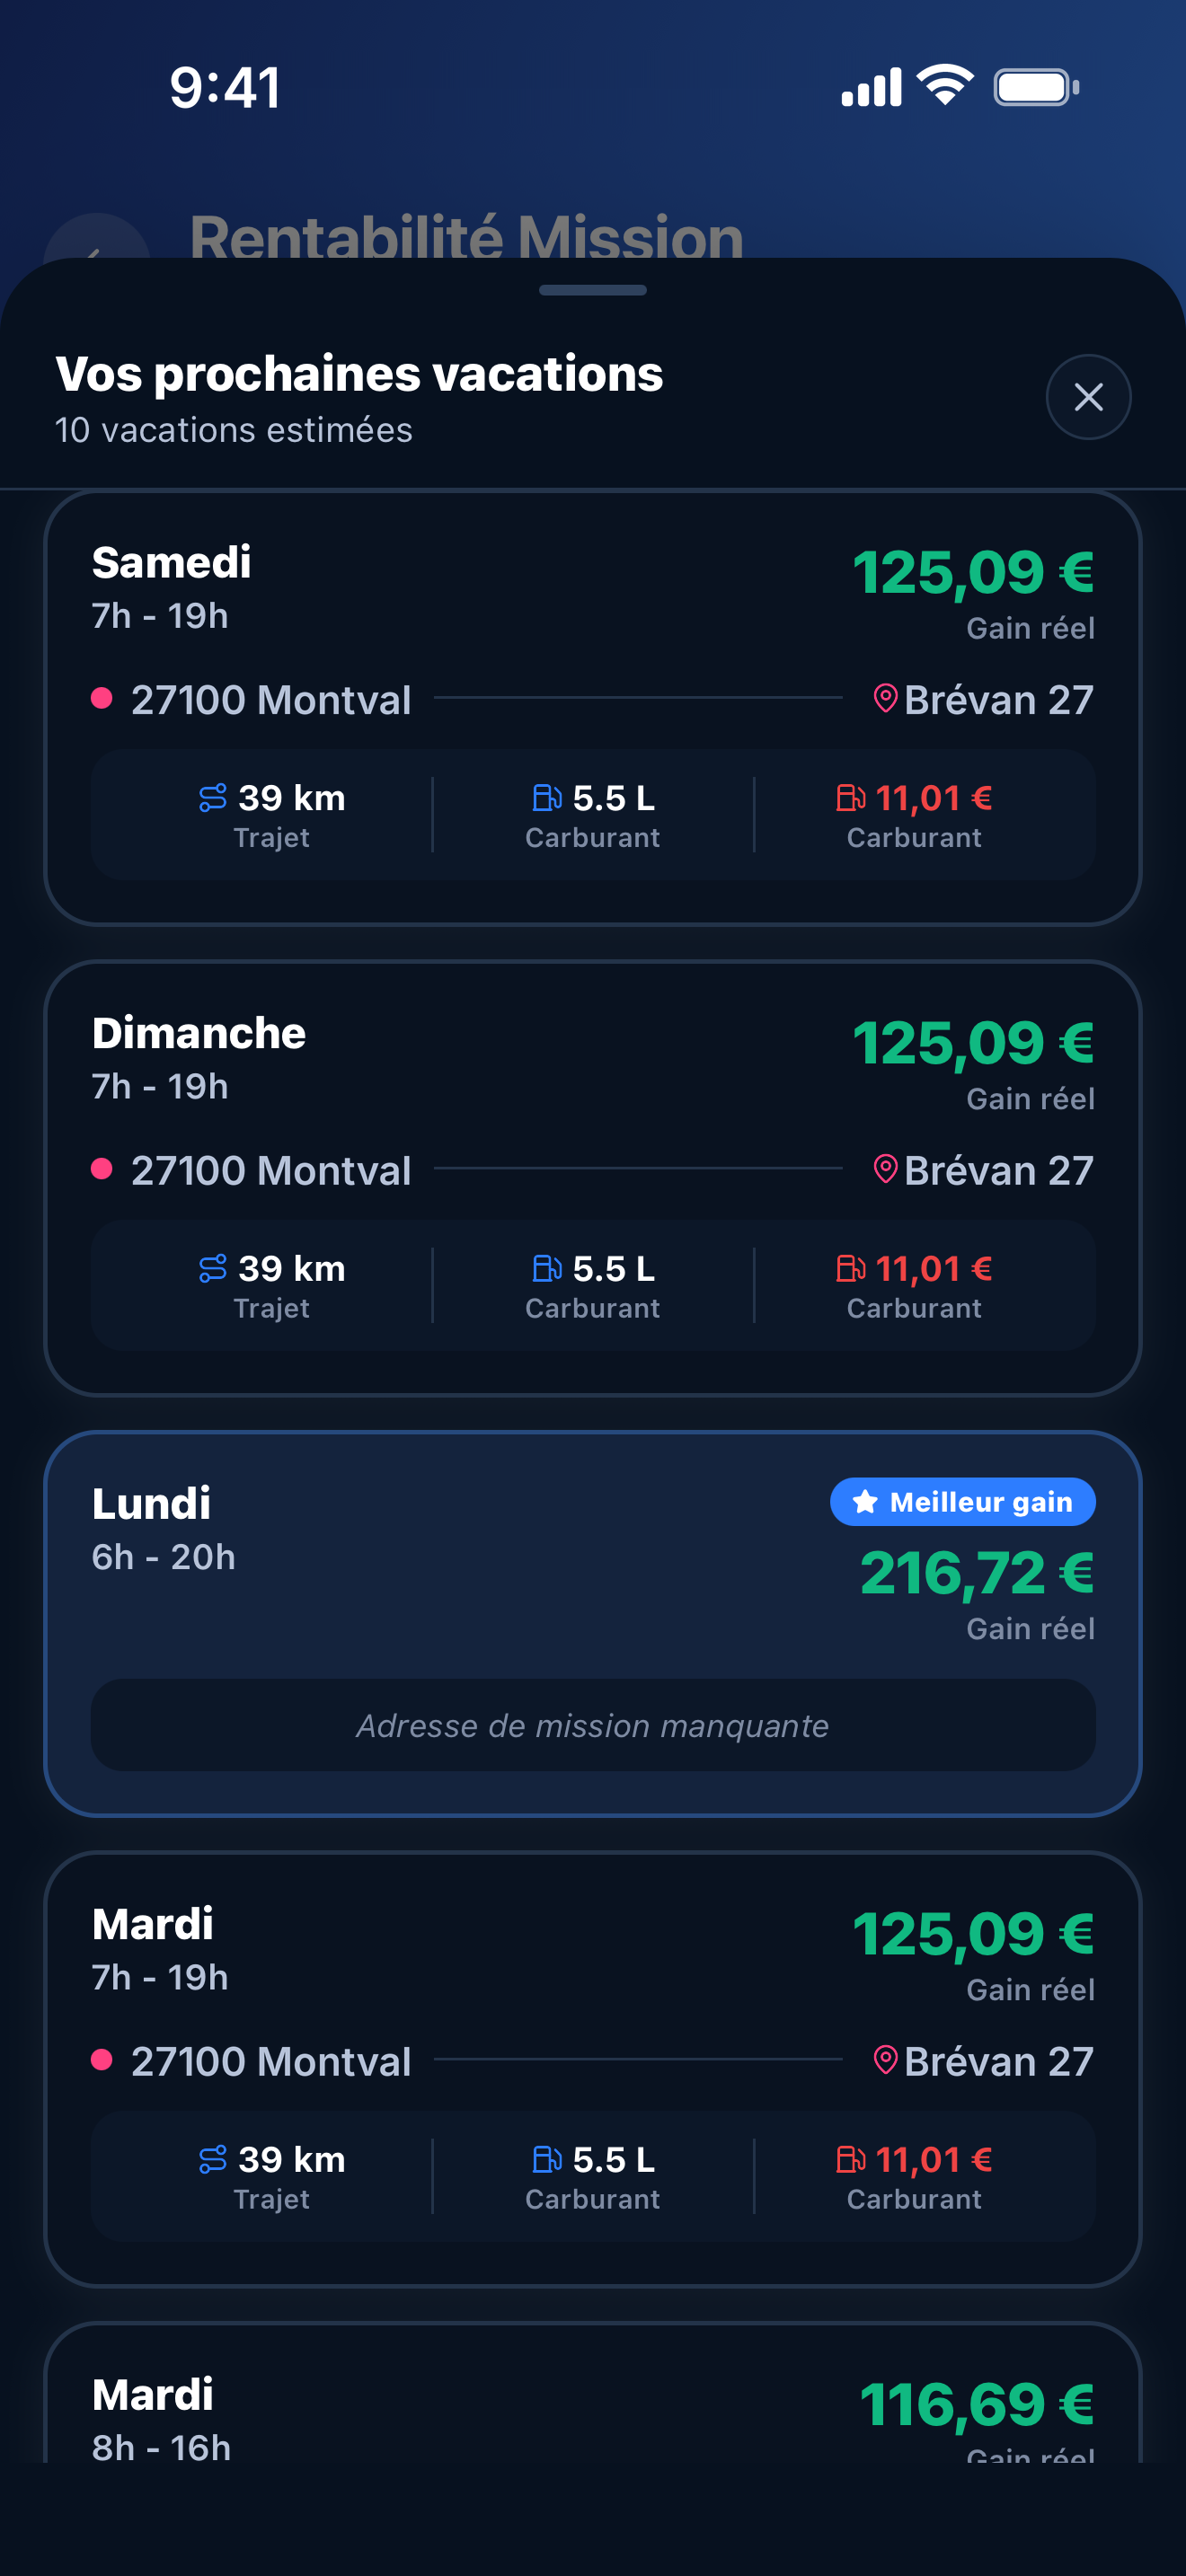 9:41
Rentabilité Mission
Vos prochaines vacations
10 vacations estimées
Samedi
125,09 €
7h - 19h
Gain réel
27100 Montval
Brévan 27
39 km
5.5 L
11,01 €
Trajet
Carburant
Carburant
Dimanche
125,09 €
7h - 19h
Gain réel
27100 Montval
Brévan 27
39 km
5.5 L
11,01 €
Trajet
Carburant
Carburant
Lundi
Meilleur gain
6h - 20h
216,72 €
Gain réel
Adresse de mission manquante
Mardi
125,09 €
7h - 19h
Gain réel
27100 Montval
Brévan 27
39 km
5.5 L
11,01 €
Trajet
Carburant
Carburant
Mardi
116,69 €
8h - 16h
Gain réel